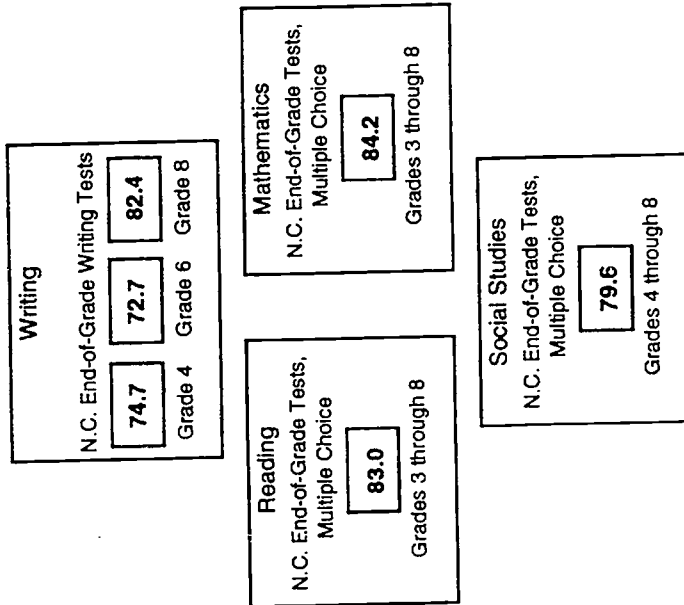 Writing
N.C. End-of-Grade Writing Tests
74.7 72.7 82.4
Grade 4 Grade 6 Grade 8
Reading
N.C. End-of-Grade Tests,
Multiple Choice
83.0
Grades 3 through 8
Mathematics
N.C. End-of-Grade Tests,
Multiple Choice
84.2
Grades 3 through 8
Social Studies
N.C. End-of-Grade Tests,
Multiple Choice
79.6
Grades 4 through 8